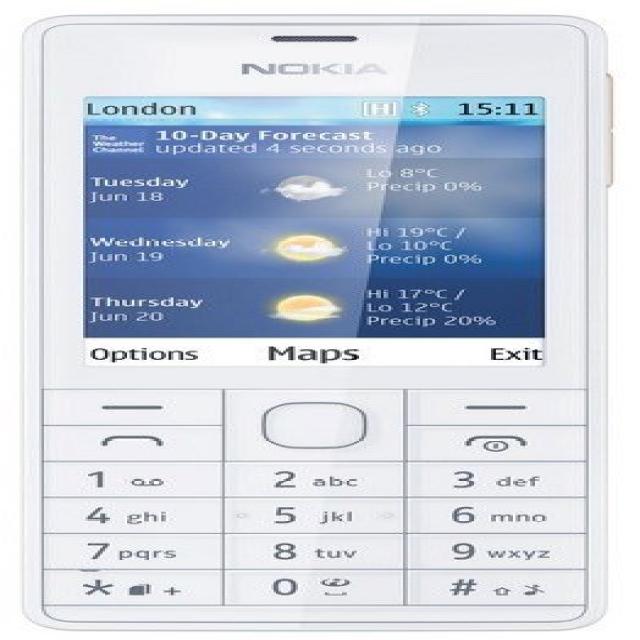 NOKIA
London H 15:11
The Weather Channel
10-Day Forecast
updated 4 seconds ago
Tuesday
Jun 18
Lo 8°C
Precip 0%
Wednesday
Jun 19
Hi 19°C /
Lo 10°C
Precip 0%
Thursday
Jun 20
Hi 17°C /
Lo 12°C
Precip 20%
Options Maps Exit
1 2 abc 3 def
4 ghi 5 jkl 6 mno
7 pqrs 8 tuv 9 wxyz
* + 0 #